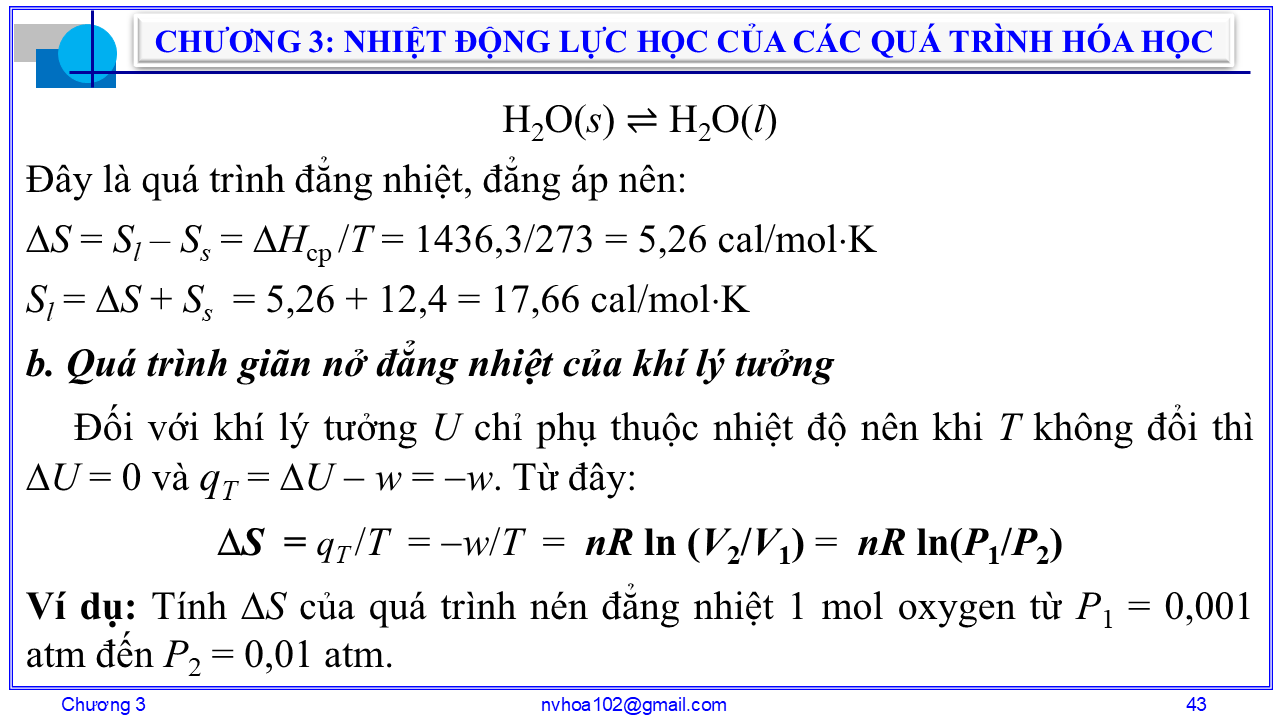 CHƯƠNG 3: NHIỆT ĐỘNG LỰC HỌC CỦA CÁC QUÁ TRÌNH HÓA HỌC
H₂O(s) ⇌ H₂O(l)
Đây là quá trình đẳng nhiệt, đẳng áp nên:
ΔS = Sₗ – Sₛ = ΔH_cp /T = 1436,3/273 = 5,26 cal/mol·K
Sₗ = ΔS + Sₛ = 5,26 + 12,4 = 17,66 cal/mol·K
b. Quá trình giãn nở đẳng nhiệt của khí lý tưởng
Đối với khí lý tưởng U chỉ phụ thuộc nhiệt độ nên khi T không đổi thì
ΔU = 0 và q_T = ΔU – w = –w. Từ đây:
ΔS = q_T/T = –w/T = nR ln (V₂/V₁) = nR ln(P₁/P₂)
Ví dụ: Tính ΔS của quá trình nén đẳng nhiệt 1 mol oxygen từ P₁ = 0,001
atm đến P₂ = 0,01 atm.
Chương 3 nvhoa102@gmail.com 43